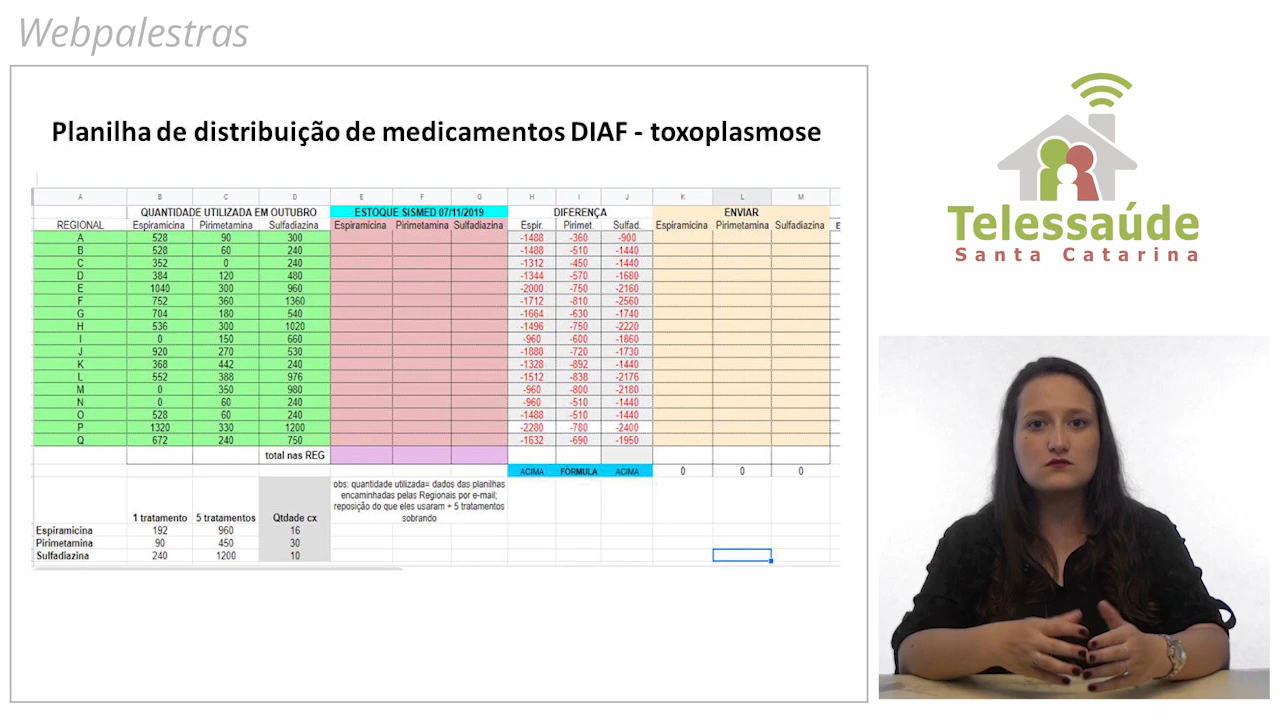 Webpalestras
Planilha de distribuição de medicamentos DIAF - toxoplasmose
A B C D E F G H I J K L M
QUANTIDADE UTILIZADA EM OUTUBRO ESTOQUE SISMED 07/11/2019 DIFERENÇA ENVIAR
REGIONAL Espiramicina Pirimetamina Sulfadiazina Espiramicina Pirimetamina Sulfadiazina Espir. Pirimet. Sulfad. Espiramicina Pirimetamina Sulfadiazina E
A 528 90 300 -1488 -360 -900
B 528 60 240 -1488 -510 -1440
C 352 0 240 -1312 -450 -1440
D 384 120 480 -1344 -570 -1680
E 1040 300 960 -2000 -750 -2160
F 752 360 1360 -1712 -810 -2560
G 704 180 540 -1664 -630 -1740
H 536 300 1020 -1496 -750 -2220
I 0 150 660 -960 -600 -1860
J 920 270 530 -1880 -720 -1730
K 368 442 240 -1328 -892 -1440
L 552 388 976 -1512 -838 -2176
M 0 350 980 -960 -800 -2180
N 0 60 240 -960 -510 -1440
O 528 60 240 -1488 -510 -1440
P 1320 330 1200 -2280 -780 -2400
Q 672 240 750 -1632 -690 -1950
total nas REG
ACIMA FÓRMULA ACIMA 0 0 0
obs: quantidade utilizada= dados das planilhas
encaminhadas pelas Regionais por e-mail;
reposição do que eles usaram + 5 tratamentos
sobrando
1 tratamento 5 tratamentos Qtdade cx
Espiramicina 192 960 16
Pirimetamina 90 450 30
Sulfadiazina 240 1200 10
Telessaúde
Santa Catarina